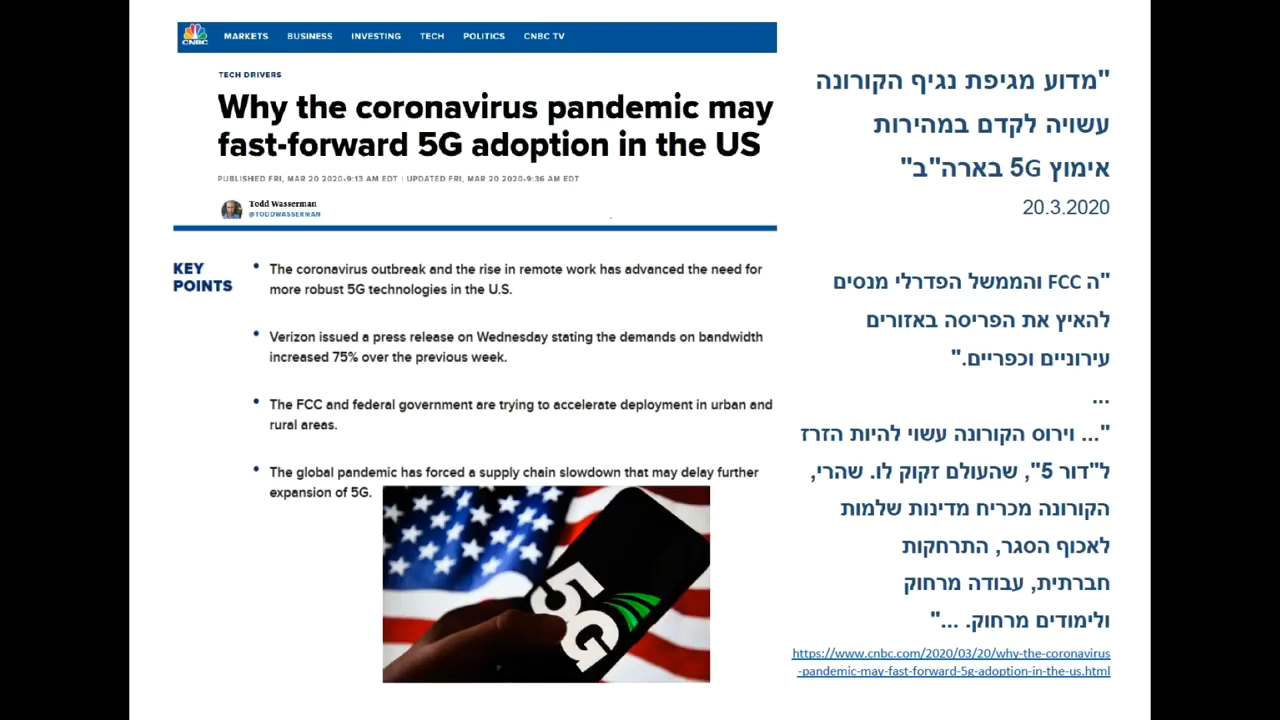 CNBC
MARKETS BUSINESS INVESTING TECH POLITICS CNBC TV
TECH DRIVERS
Why the coronavirus pandemic may
fast-forward 5G adoption in the US
PUBLISHED FRI, MAR 20 2020•9:13 AM EDT | UPDATED FRI, MAR 20 2020•9:36 AM EDT
Todd Wasserman
@TODDWASSERMAN
KEY
POINTS
• The coronavirus outbreak and the rise in remote work has advanced the need for
more robust 5G technologies in the U.S.
• Verizon issued a press release on Wednesday stating the demands on bandwidth
increased 75% over the previous week.
• The FCC and federal government are trying to accelerate deployment in urban and
rural areas.
• The global pandemic has forced a supply chain slowdown that may delay further
expansion of 5G.
5G
"מדוע מגיפת נגיף הקורונה
עשויה לקדם במהירות
אימוץ 5G בארה"ב"
20.3.2020
"ה FCC והממשל הפדרלי מנסים
להאיץ את הפריסה באזורים
עירוניים וכפריים."
...
"... וירוס הקורונה עשוי להיות הזרז
ל"דור 5", שהעולם זקוק לו. שהרי,
הקורונה מכריח מדינות שלמות
לאכוף הסגר, התרחקות
חברתית, עבודה מרחוק
ולימודים מרחוק. ..."
https://www.cnbc.com/2020/03/20/why-the-coronavirus
-pandemic-may-fast-forward-5g-adoption-in-the-us.html